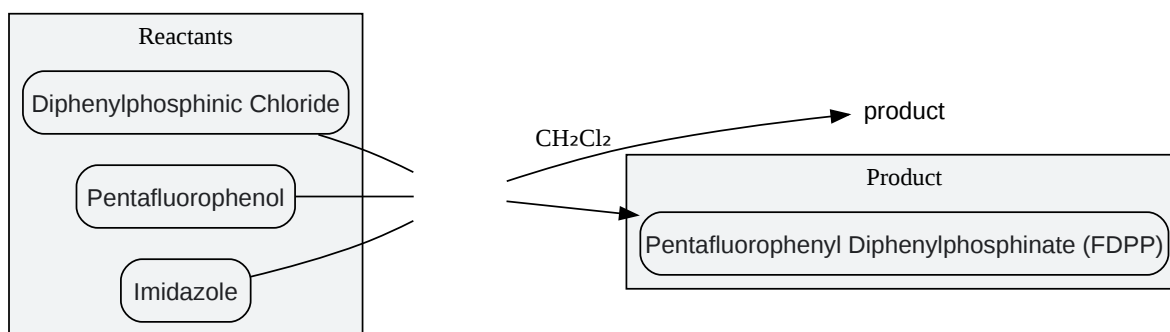 Reactants
Diphenylphosphinic Chloride
Pentafluorophenol
Imidazole
CH₂Cl₂
product
Product
Pentafluorophenyl Diphenylphosphinate (FDPP)